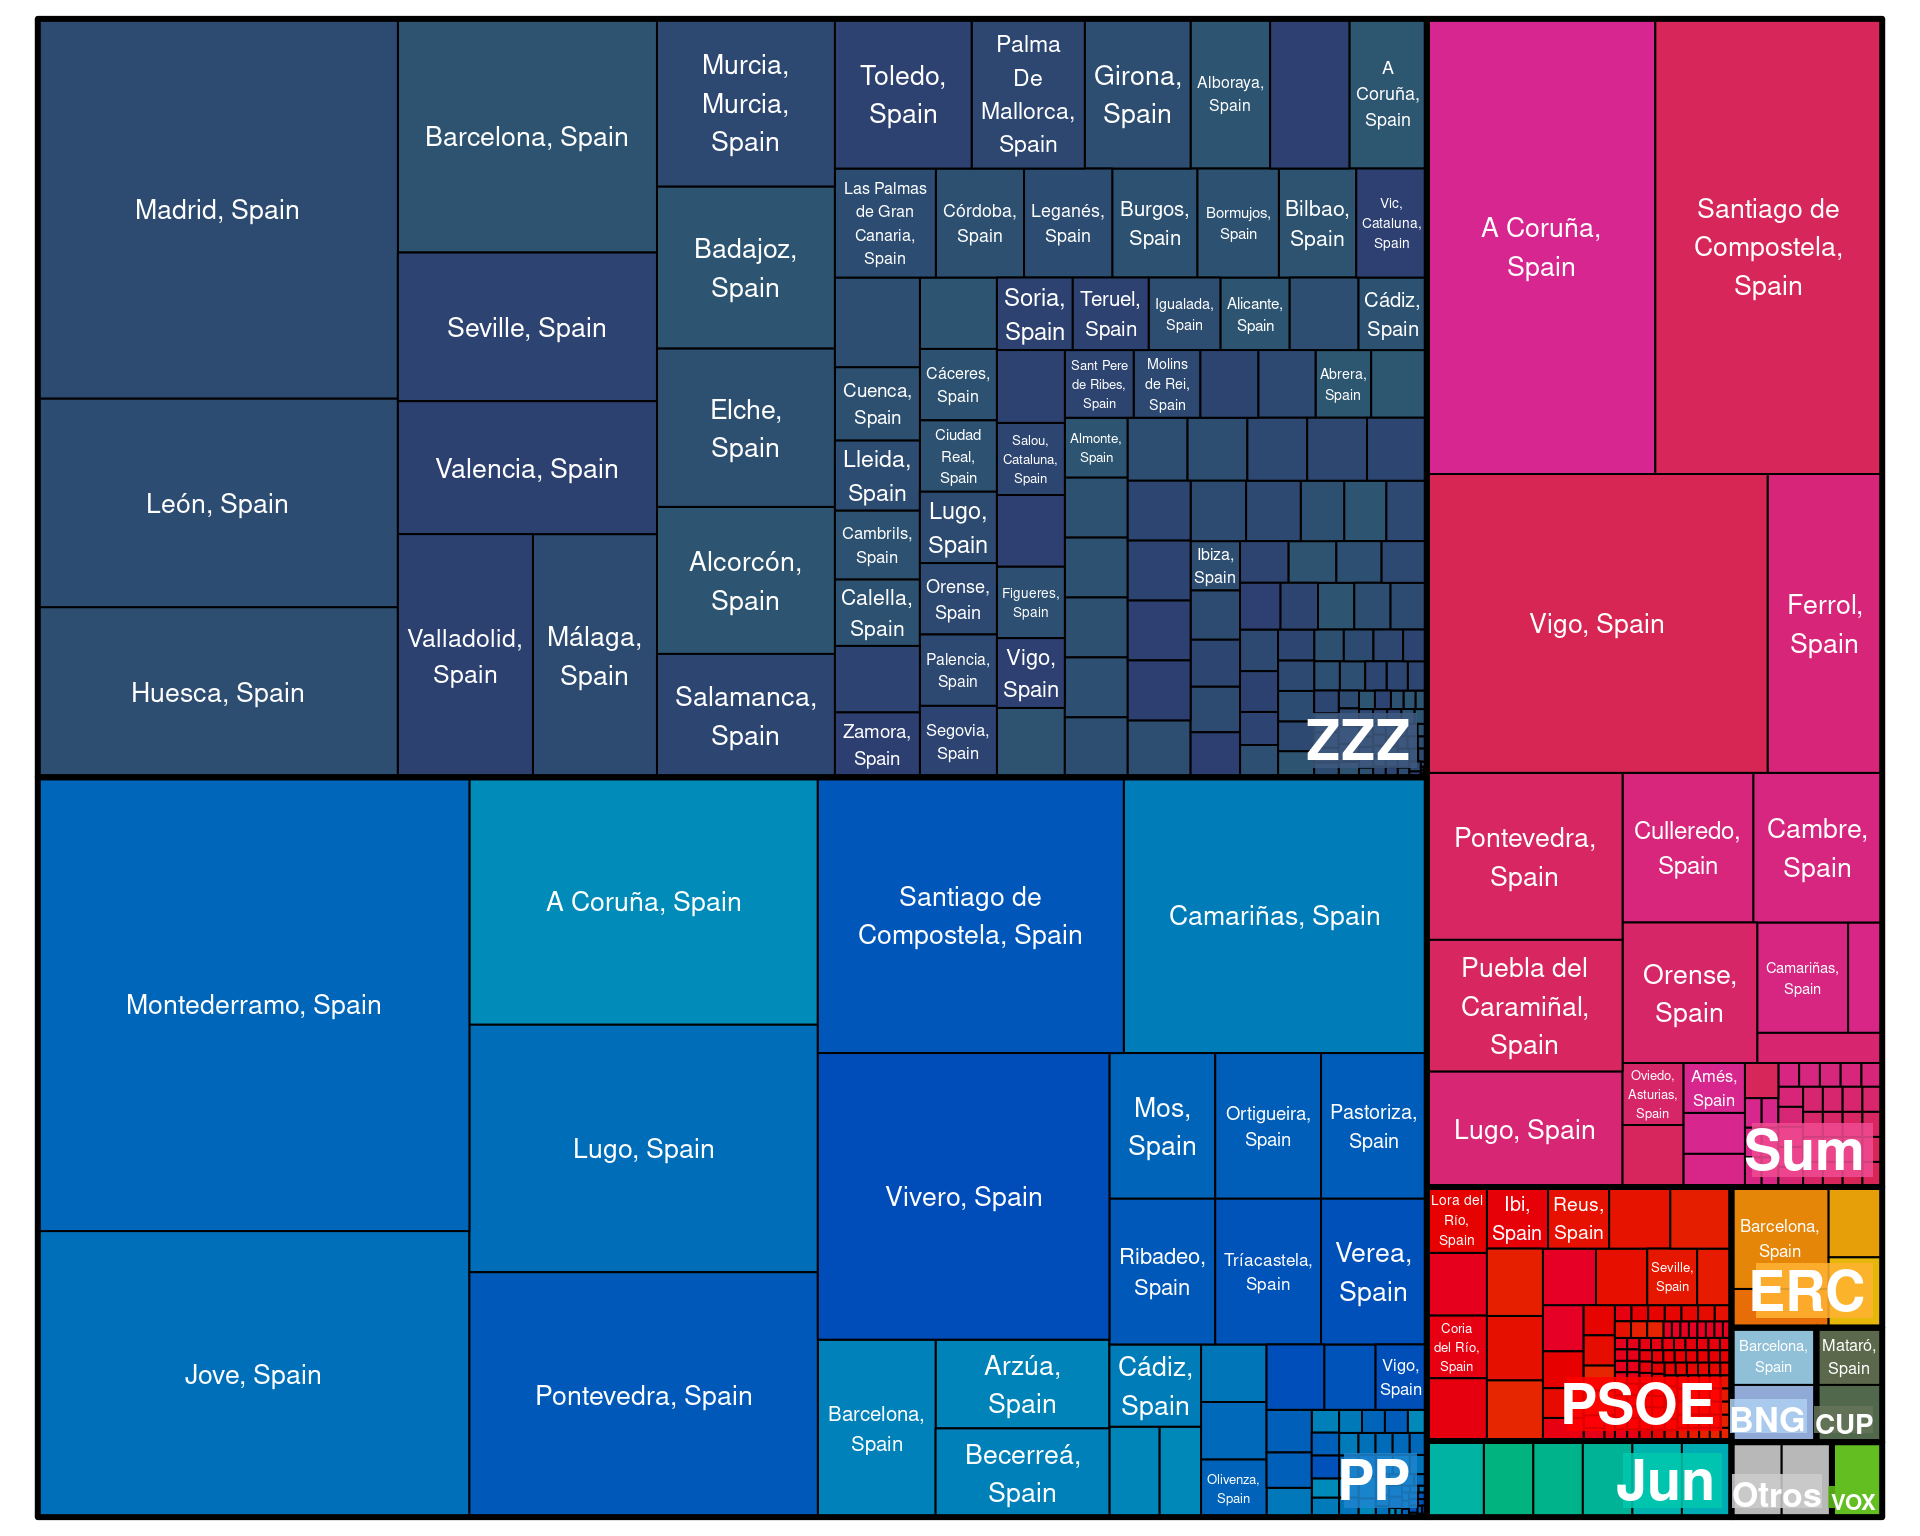 Madrid, Spain
León, Spain
Huesca, Spain
Barcelona, Spain
Seville, Spain
Valencia, Spain
Valladolid,
Spain
Málaga,
Spain
Murcia,
Murcia,
Spain
Badajoz,
Spain
Elche,
Spain
Alcorcón,
Spain
Salamanca,
Spain
Toledo,
Spain
Palma
De
Mallorca,
Spain
Girona,
Spain
Alboraya,
Spain
A
Coruña,
Spain
Las Palmas
de Gran
Canaria,
Spain
Córdoba,
Spain
Leganés,
Spain
Burgos,
Spain
Bormujos,
Spain
Bilbao,
Spain
Vic,
Cataluna,
Spain
Cuenca,
Spain
Lleida,
Spain
Cambrils,
Spain
Calella,
Spain
Zamora,
Spain
Cáceres,
Spain
Ciudad
Real,
Spain
Lugo,
Spain
Orense,
Spain
Palencia,
Spain
Segovia,
Spain
Soria,
Spain
Teruel,
Spain
Igualada,
Spain
Alicante,
Spain
Cádiz,
Spain
Salou,
Cataluna,
Spain
Figueres,
Spain
Vigo,
Spain
Sant Pere
de Ribes,
Spain
Molins
de Rei,
Spain
Abrera,
Spain
Almonte,
Spain
Ibiza,
Spain
ZZZ
Montederramo, Spain
Jove, Spain
A Coruña, Spain
Lugo, Spain
Pontevedra, Spain
Santiago de
Compostela, Spain
Camariñas, Spain
Vivero, Spain
Mos,
Spain
Ortigueira,
Spain
Pastoriza,
Spain
Ribadeo,
Spain
Tríacastela,
Spain
Verea,
Spain
Barcelona,
Spain
Arzúa,
Spain
Becerreá,
Spain
Cádiz,
Spain
Olivenza,
Spain
Vigo,
Spain
PP
A Coruña,
Spain
Santiago de
Compostela,
Spain
Vigo, Spain
Ferrol,
Spain
Pontevedra,
Spain
Puebla del
Caramiñal,
Spain
Lugo, Spain
Culleredo,
Spain
Cambre,
Spain
Orense,
Spain
Camariñas,
Spain
Oviedo,
Asturias,
Spain
Amés,
Spain
Sum
Lora del
Río,
Spain
Ibi,
Spain
Reus,
Spain
Seville,
Spain
Coria
del Río,
Spain
PSOE
Barcelona,
Spain
ERC
Barcelona,
Spain
BNG
Mataró,
Spain
CUP
Jun
Otros
VOX